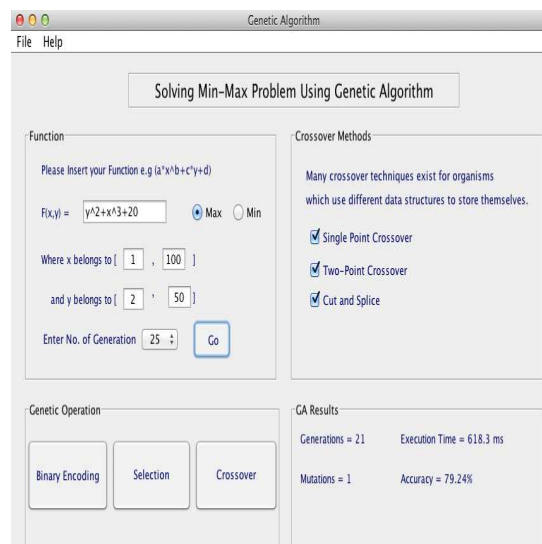 Genetic Algorithm
File Help
Solving Min-Max Problem Using Genetic Algorithm
Function
Please Insert your Function e.g (a*x^b+c*y+d)
F(x,y) = y^2+x^3+20 Max Min
Where x belongs to [ 1 , 100 ]
and y belongs to [ 2 , 50 ]
Enter No. of Generation 25 Go
Crossover Methods
Many crossover techniques exist for organisms
which use different data structures to store themselves.
Single Point Crossover
Two-Point Crossover
Cut and Splice
Genetic Operation
Binary Encoding Selection Crossover
GA Results
Generations = 21 Execution Time = 618.3 ms
Mutations = 1 Accuracy = 79.24%